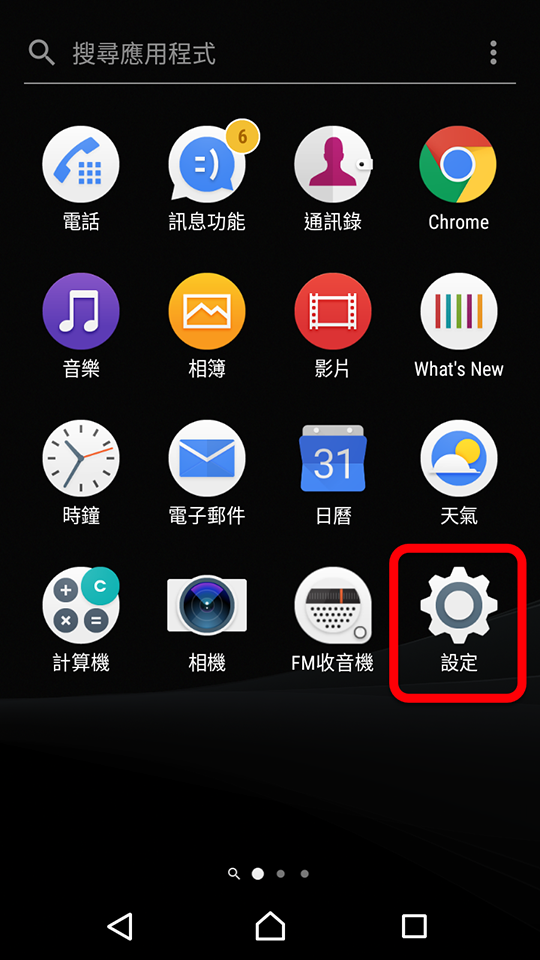 搜尋應用程式
6
電話
訊息功能
通訊錄
Chrome
音樂
相簿
影片
What's New
31
時鐘
電子郵件
日曆
天氣
C
計算機
相機
FM收音機
設定